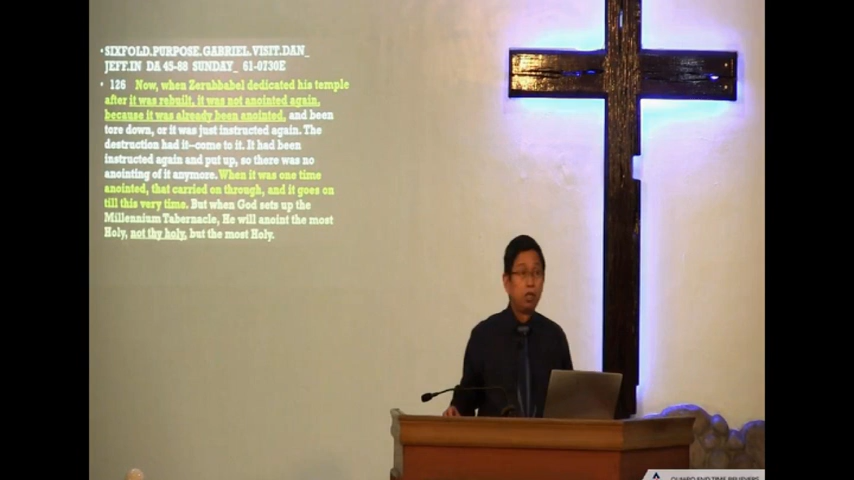 •SIXFOLD.PURPOSE.GABRIEL.VISIT.DAN_
JEFF.IN DA 45-88 SUNDAY_ 61-0730E
• 126 Now, when Zerubbabel dedicated his temple
after it was rebuilt, it was not anointed again,
because it was already been anointed, and been
tore down, or it was just instructed again. The
destruction had it–come to it. It had been
instructed again and put up, so there was no
anointing of it anymore. When it was one time
anointed, that carried on through, and it goes on
till this very time. But when God sets up the
Millennium Tabernacle, He will anoint the most
Holy, not thy holy, but the most Holy.